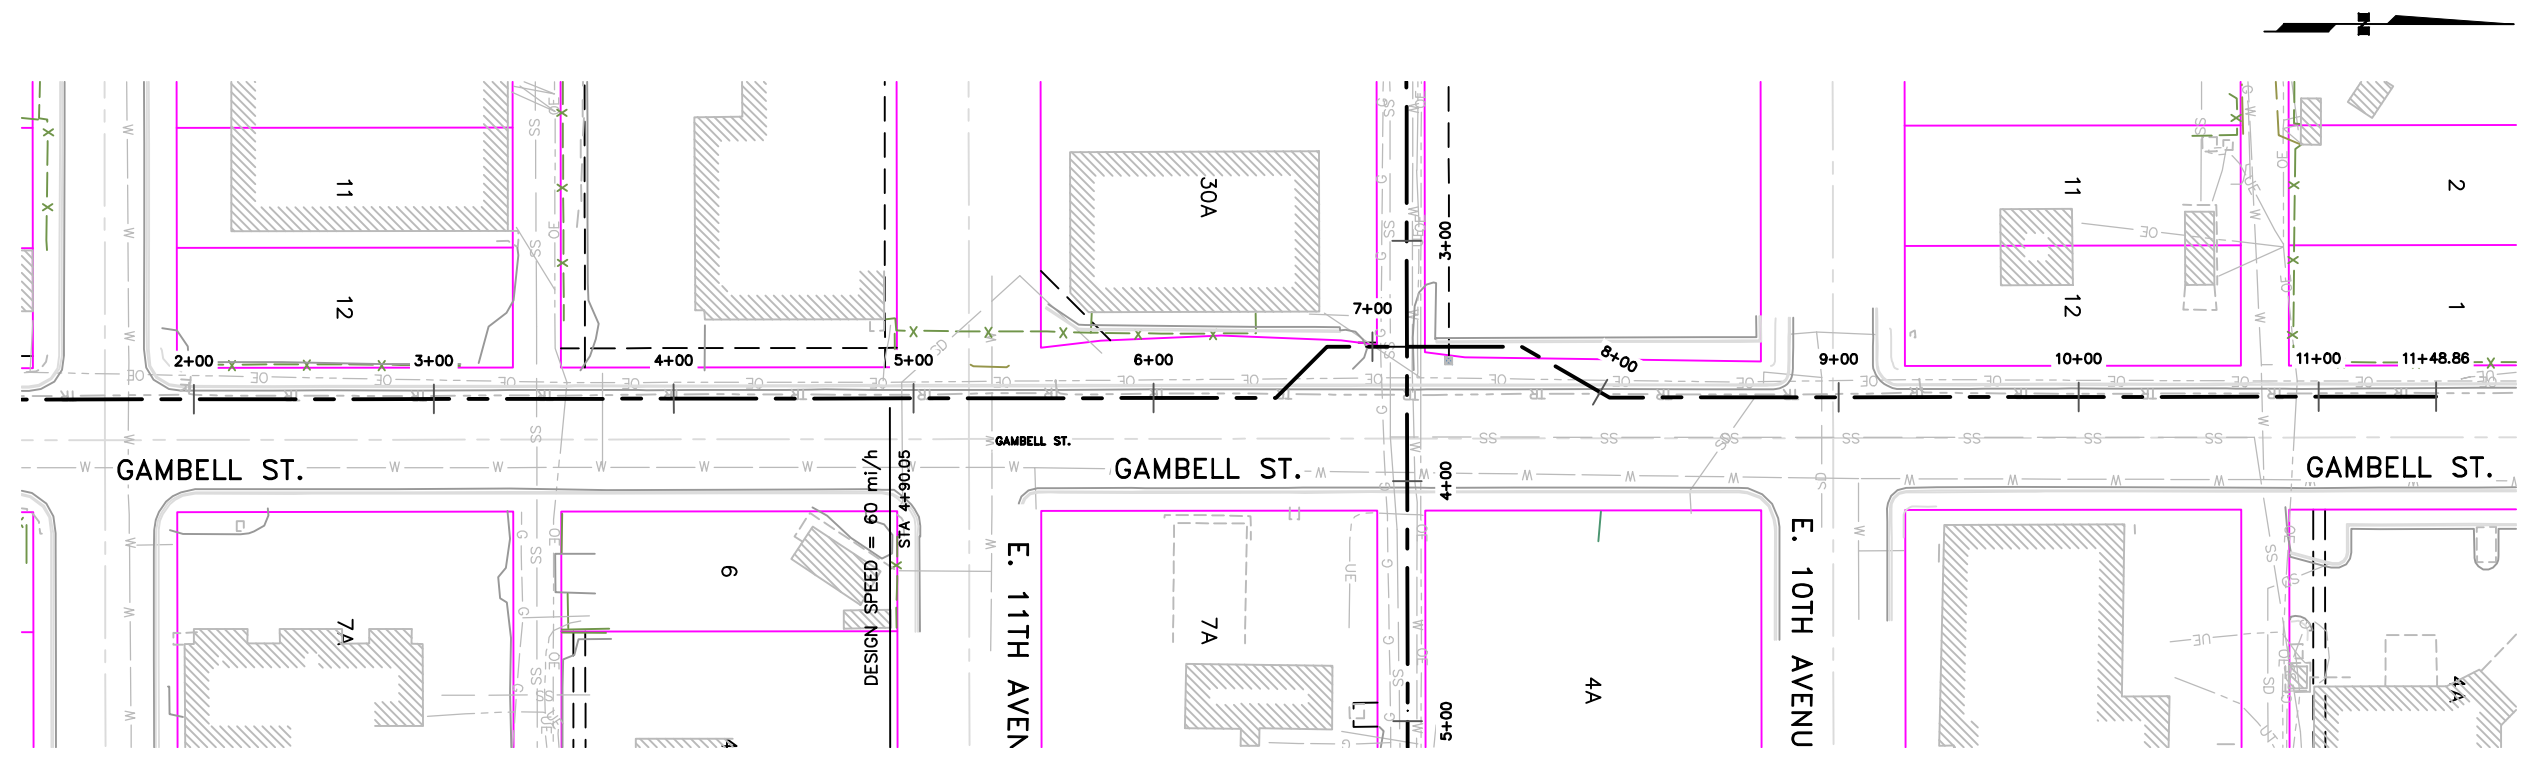 N
11
12
30A
11
12
2
1
2+00
3+00
4+00
5+00
6+00
7+00
8+00
9+00
10+00
11+00
11+48.86
3+00
4+00
5+00
GAMBELL ST.
GAMBELL ST.
GAMBELL ST.
GAMBELL ST.
DESIGN SPEED = 60 mi/h
STA 4+90.05
E. 11TH AVEN
E. 10TH AVENU
7A
6
7A
4A
4A